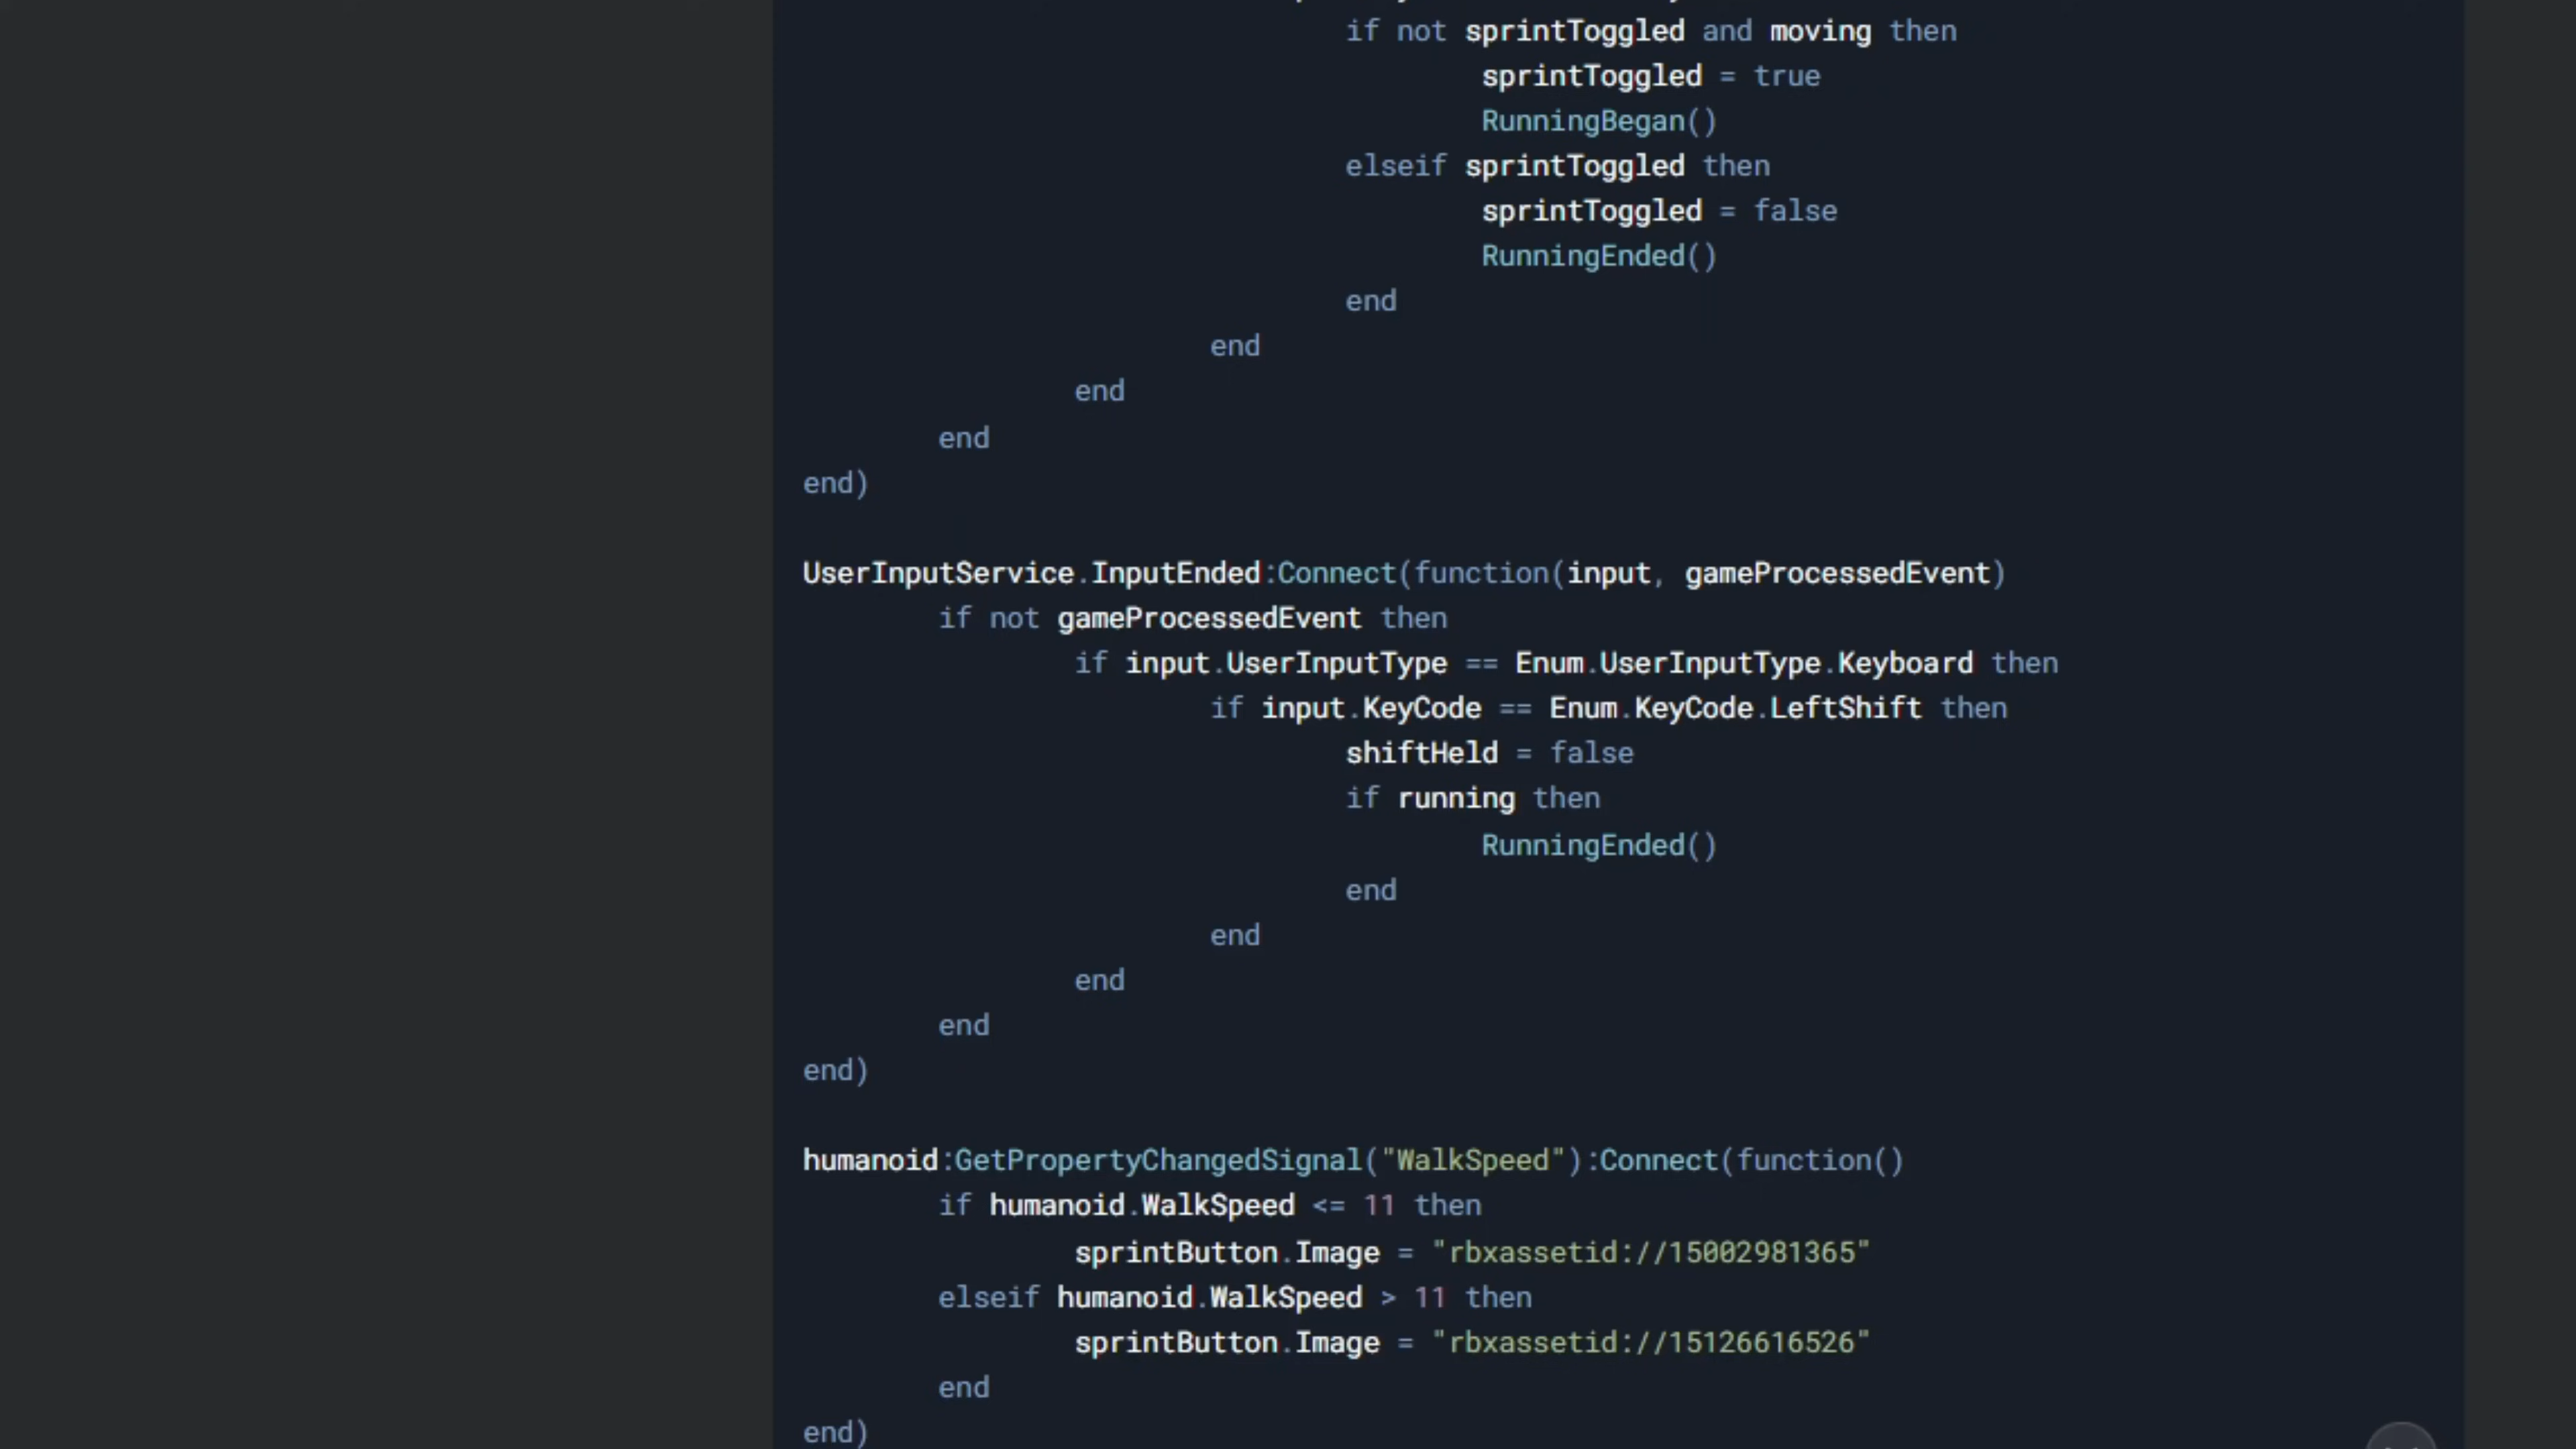 if not sprintToggled and moving then
sprintToggled = true
RunningBegan()
elseif sprintToggled then
sprintToggled = false
RunningEnded()
end
end
end
end
end)
UserInputService.InputEnded:Connect(function(input, gameProcessedEvent)
if not gameProcessedEvent then
if input.UserInputType == Enum.UserInputType.Keyboard then
if input.KeyCode == Enum.KeyCode.LeftShift then
shiftHeld = false
if running then
RunningEnded()
end
end
end
end
end)
humanoid:GetPropertyChangedSignal("WalkSpeed"):Connect(function()
if humanoid.WalkSpeed <= 11 then
sprintButton.Image = "rbxassetid://15002981365"
elseif humanoid.WalkSpeed > 11 then
sprintButton.Image = "rbxassetid://15126616526"
end
end)